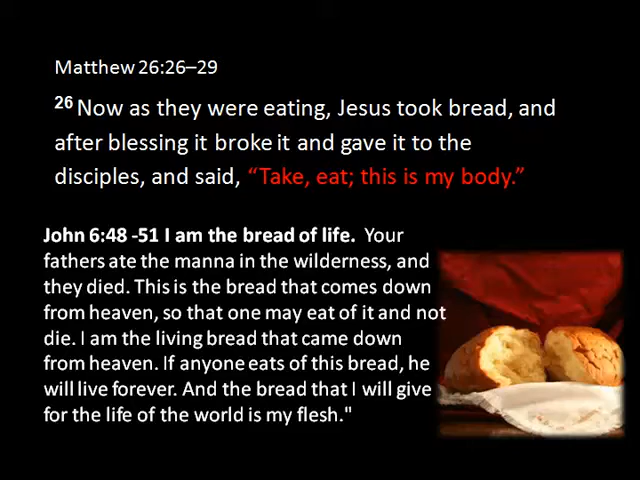 Matthew 26:26–29
26 Now as they were eating, Jesus took bread, and
after blessing it broke it and gave it to the
disciples, and said, “Take, eat; this is my body.”
John 6:48 -51 I am the bread of life. Your
fathers ate the manna in the wilderness, and
they died. This is the bread that comes down
from heaven, so that one may eat of it and not
die. I am the living bread that came down
from heaven. If anyone eats of this bread, he
will live forever. And the bread that I will give
for the life of the world is my flesh."